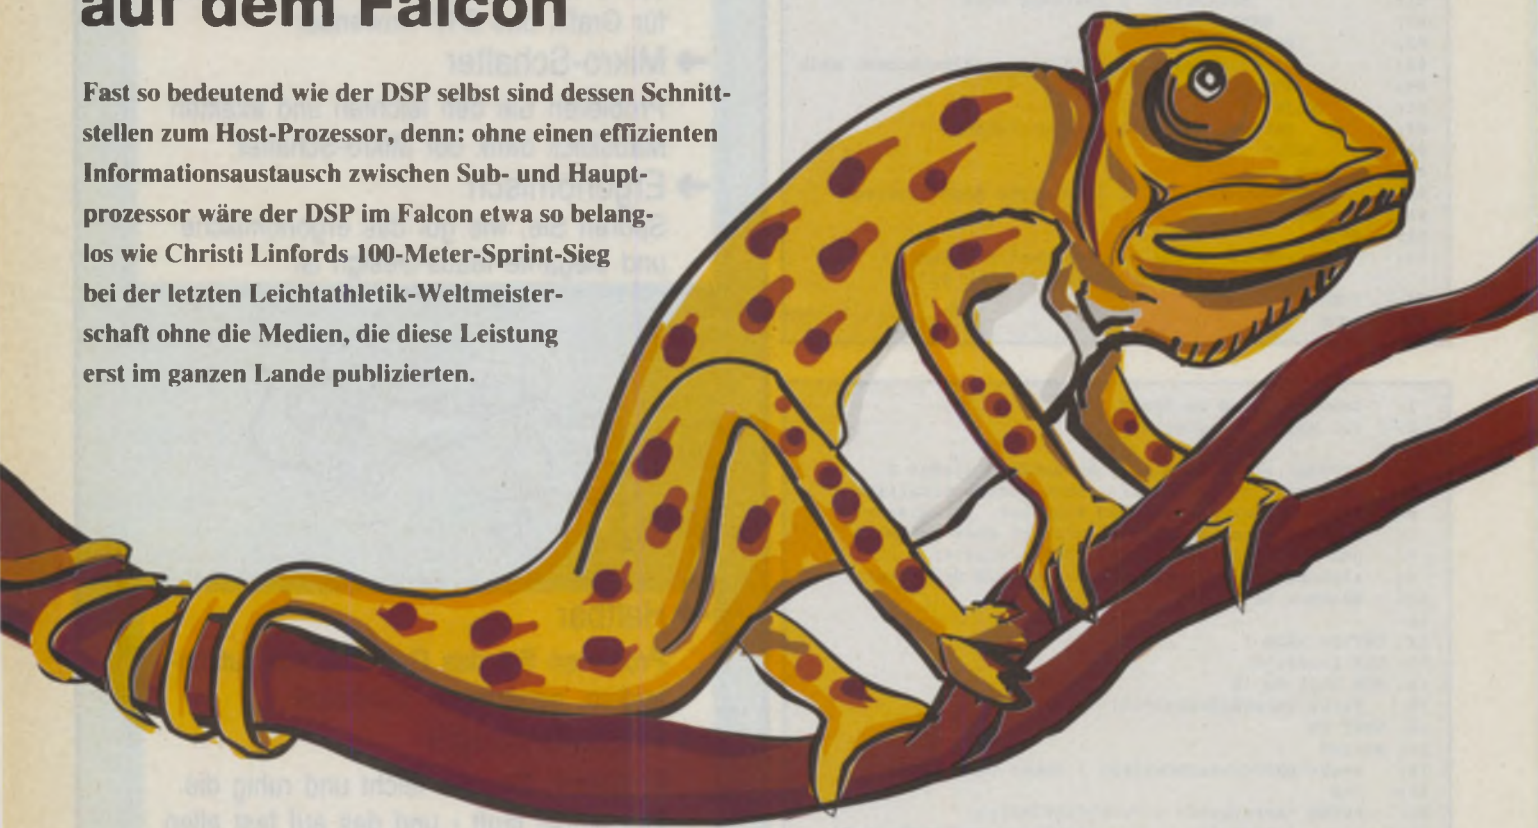 auf dem Falcon
Fast so bedeutend wie der DSP selbst sind dessen Schnitt-
stellen zum Host-Prozessor, denn: ohne einen effizienten
Informationsaustausch zwischen Sub- und Haupt-
prozessor wäre der DSP im Falcon etwa so belang-
los wie Christi Linfords 100-Meter-Sprint-Sieg
bei der letzten Leichtathletik-Weltmeister-
schaft ohne die Medien, die diese Leistung
erst im ganzen Lande publizierten.